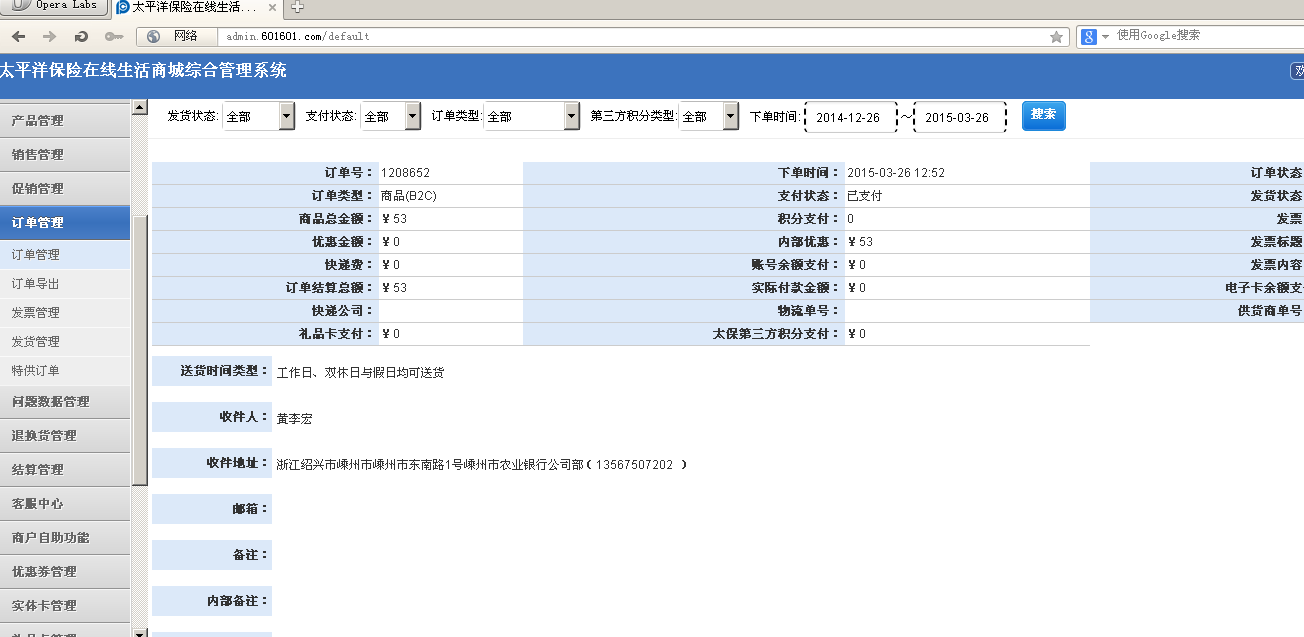 Opera Labs
太平洋保险在线生活...
网络
admin.601601.com/default
使用Google搜索
太平洋保险在线生活商城综合管理系统
产品管理
销售管理
促销管理
订单管理
订单管理
订单导出
发票管理
发货管理
特供订单
问题数据管理
退换货管理
结算管理
客服中心
商户自助功能
优惠券管理
实体卡管理
发货状态: 全部 支付状态: 全部 订单类型: 全部 第三方积分类型: 全部 下单时间: 2014-12-26 ~ 2015-03-26 搜索
订单号： 1208652 下单时间： 2015-03-26 12:52 订单状态
订单类型： 商品(B2C) 支付状态： 已支付 发货状态
商品总金额： ¥ 53 积分支付： 0 发票
优惠金额： ¥ 0 内部优惠： ¥ 53 发票标题
快递费： ¥ 0 账号余额支付： ¥ 0 发票内容
订单结算总额： ¥ 53 实际付款金额： ¥ 0 电子卡余额支
快递公司： 物流单号： 供货商单号
礼品卡支付： ¥ 0 太保第三方积分支付： ¥ 0
送货时间类型： 工作日、双休日与假日均可送货
收件人： 黄李宏
收件地址： 浙江绍兴市嵊州市嵊州市东南路1号嵊州市农业银行公司部 ( 13567507202 )
邮箱：
备注：
内部备注：